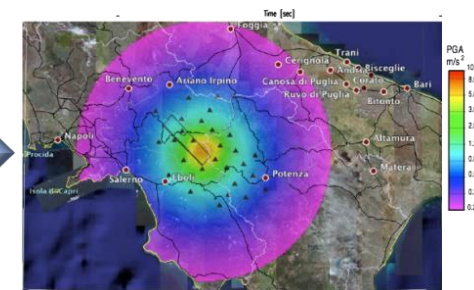 Time [sec]
Foggia
PGA
m/s²
Cerignola
Trani
Bisceglie
Andria
Benevento
Ariano Irpino
Canosa di Puglia
Corato
Bari
Ruvo di Puglia
Bitonto
Napoli
Altamura
Procida
Matera
Salerno
Eboli
Potenza
Isola di Capri